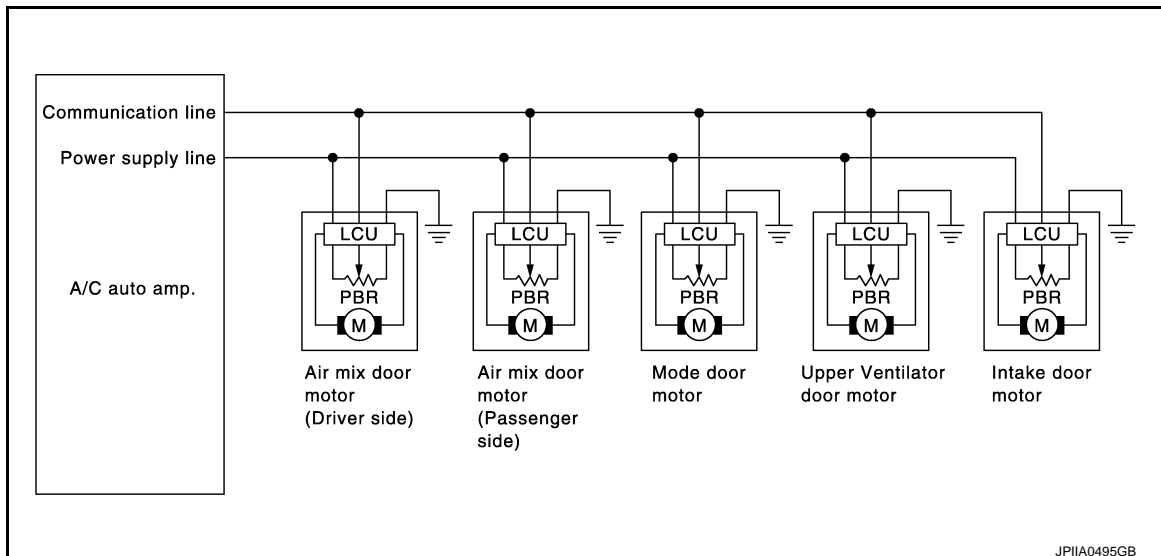 Communication line
Power supply line
A/C auto amp.
LCU
PBR
M
LCU
PBR
M
LCU
PBR
M
LCU
PBR
M
LCU
PBR
M
Air mix door
motor
(Driver side)
Air mix door
motor
(Passenger
side)
Mode door
motor
Upper Ventilator
door motor
Intake door
motor
JPIIA0495GB